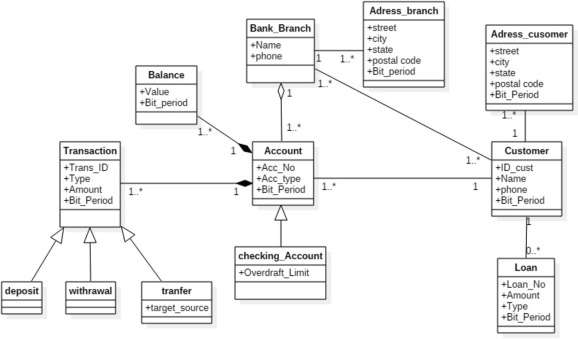 Adress_branch
+street
+city
+state
+postal code
+Bit_period
Bank_Branch
+Name
+phone
1
1..*
1..*
1
1..*
Adress_cusomer
+street
+city
+state
+postal code
+Bit_Period
1..*
1
Balance
+Value
+Bit_period
1..*
1
Transaction
+Trans_ID
+Type
+Amount
+Bit_Period
1..*
1
Account
+Acc_No
+Acc_type
+Bit_Period
1..*
1
1..*
Customer
+ID_cust
+Name
+phone
+Bit_Period
1
0..*
checking_Account
+Overdraft_Limit
Loan
+Loan_No
+Amount
+Type
+Bit_Period
deposit
withrawal
tranfer
+target_source